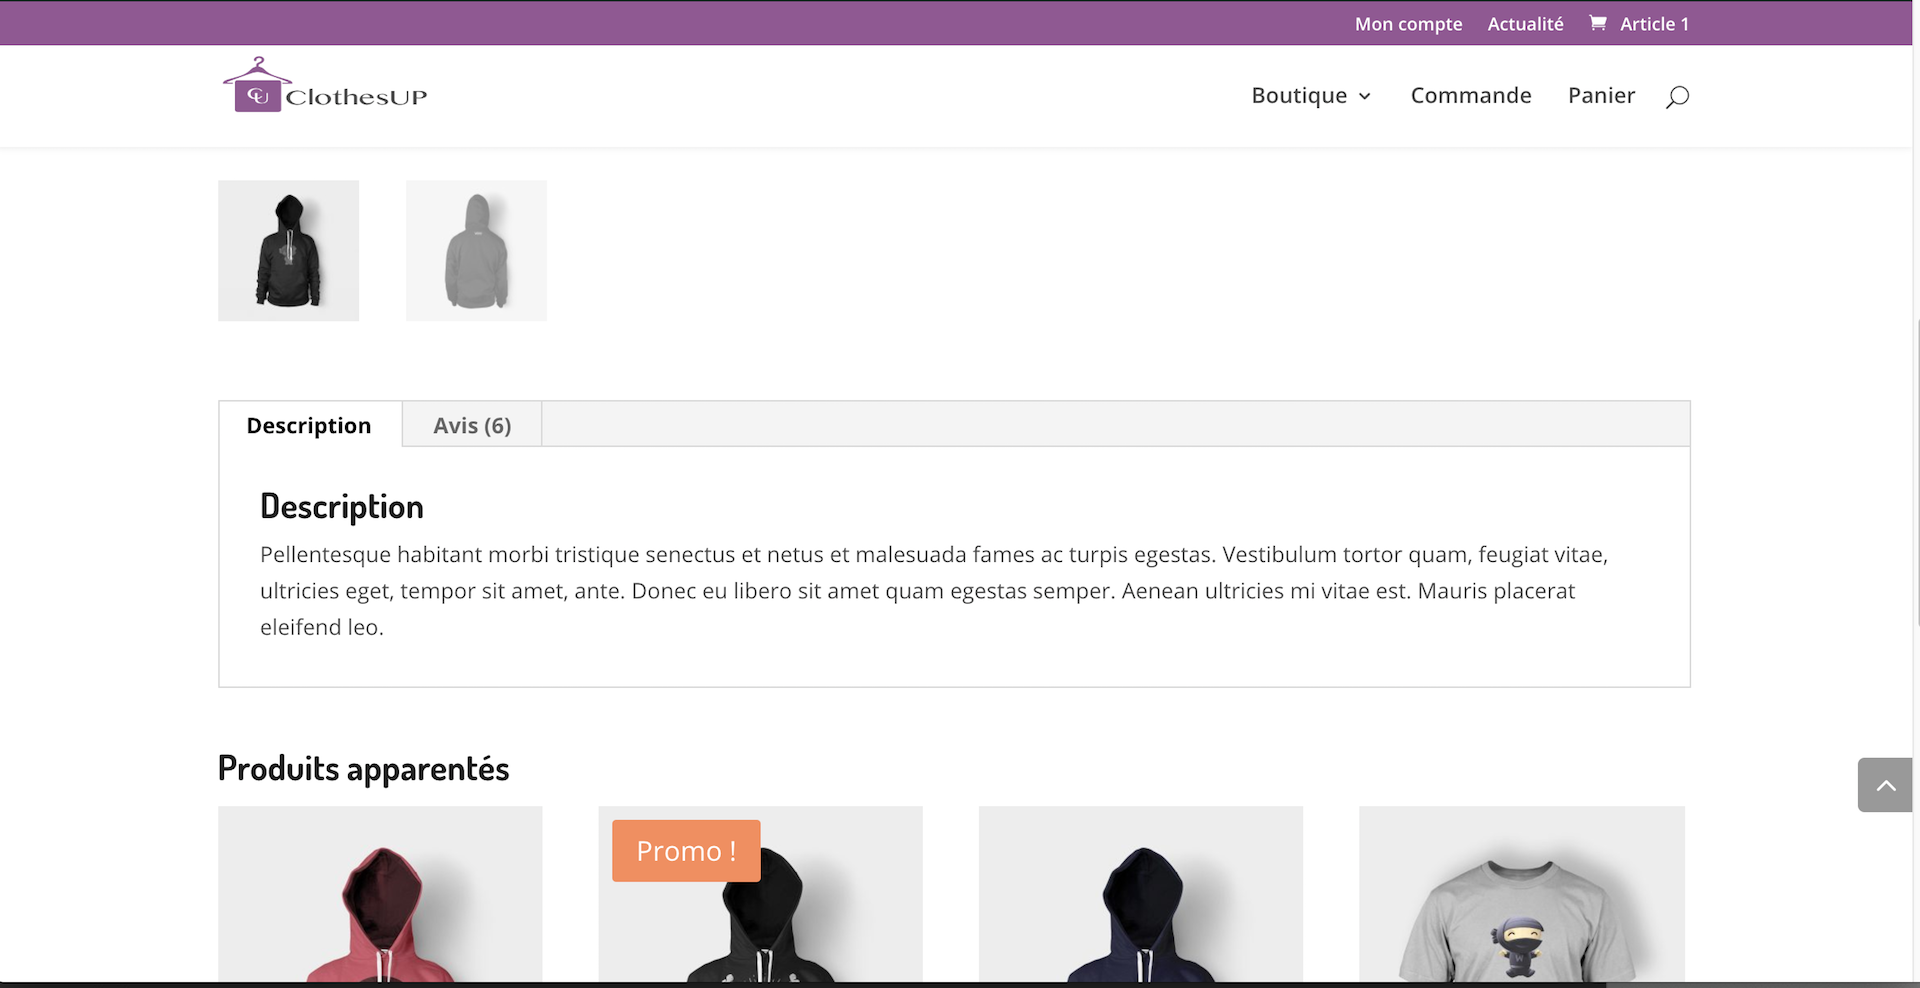 Mon compte Actualité Article 1
CU ClothesUP
Boutique Commande Panier
Description Avis (6)
Description
Pellentesque habitant morbi tristique senectus et netus et malesuada fames ac turpis egestas. Vestibulum tortor quam, feugiat vitae,
ultricies eget, tempor sit amet, ante. Donec eu libero sit amet quam egestas semper. Aenean ultricies mi vitae est. Mauris placerat
eleifend leo.
Produits apparentés
Promo !
W